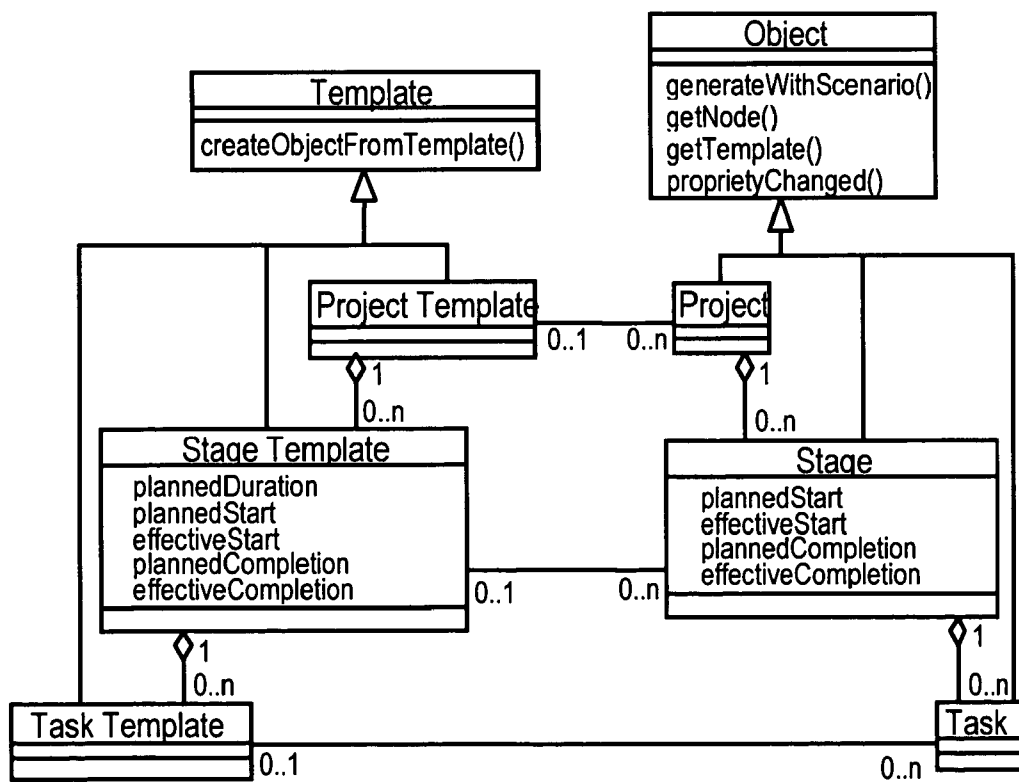 Object
generateWithScenario()
getNode()
getTemplate()
proprietyChanged()
Template
createObjectFromTemplate()
Project Template
Project
0..1
0..n
1
0..n
1
0..n
Stage Template
plannedDuration
plannedStart
effectiveStart
plannedCompletion
effectiveCompletion
Stage
plannedStart
effectiveStart
plannedCompletion
effectiveCompletion
0..1
0..n
1
0..n
1
0..n
Task Template
Task
0..1
0..n